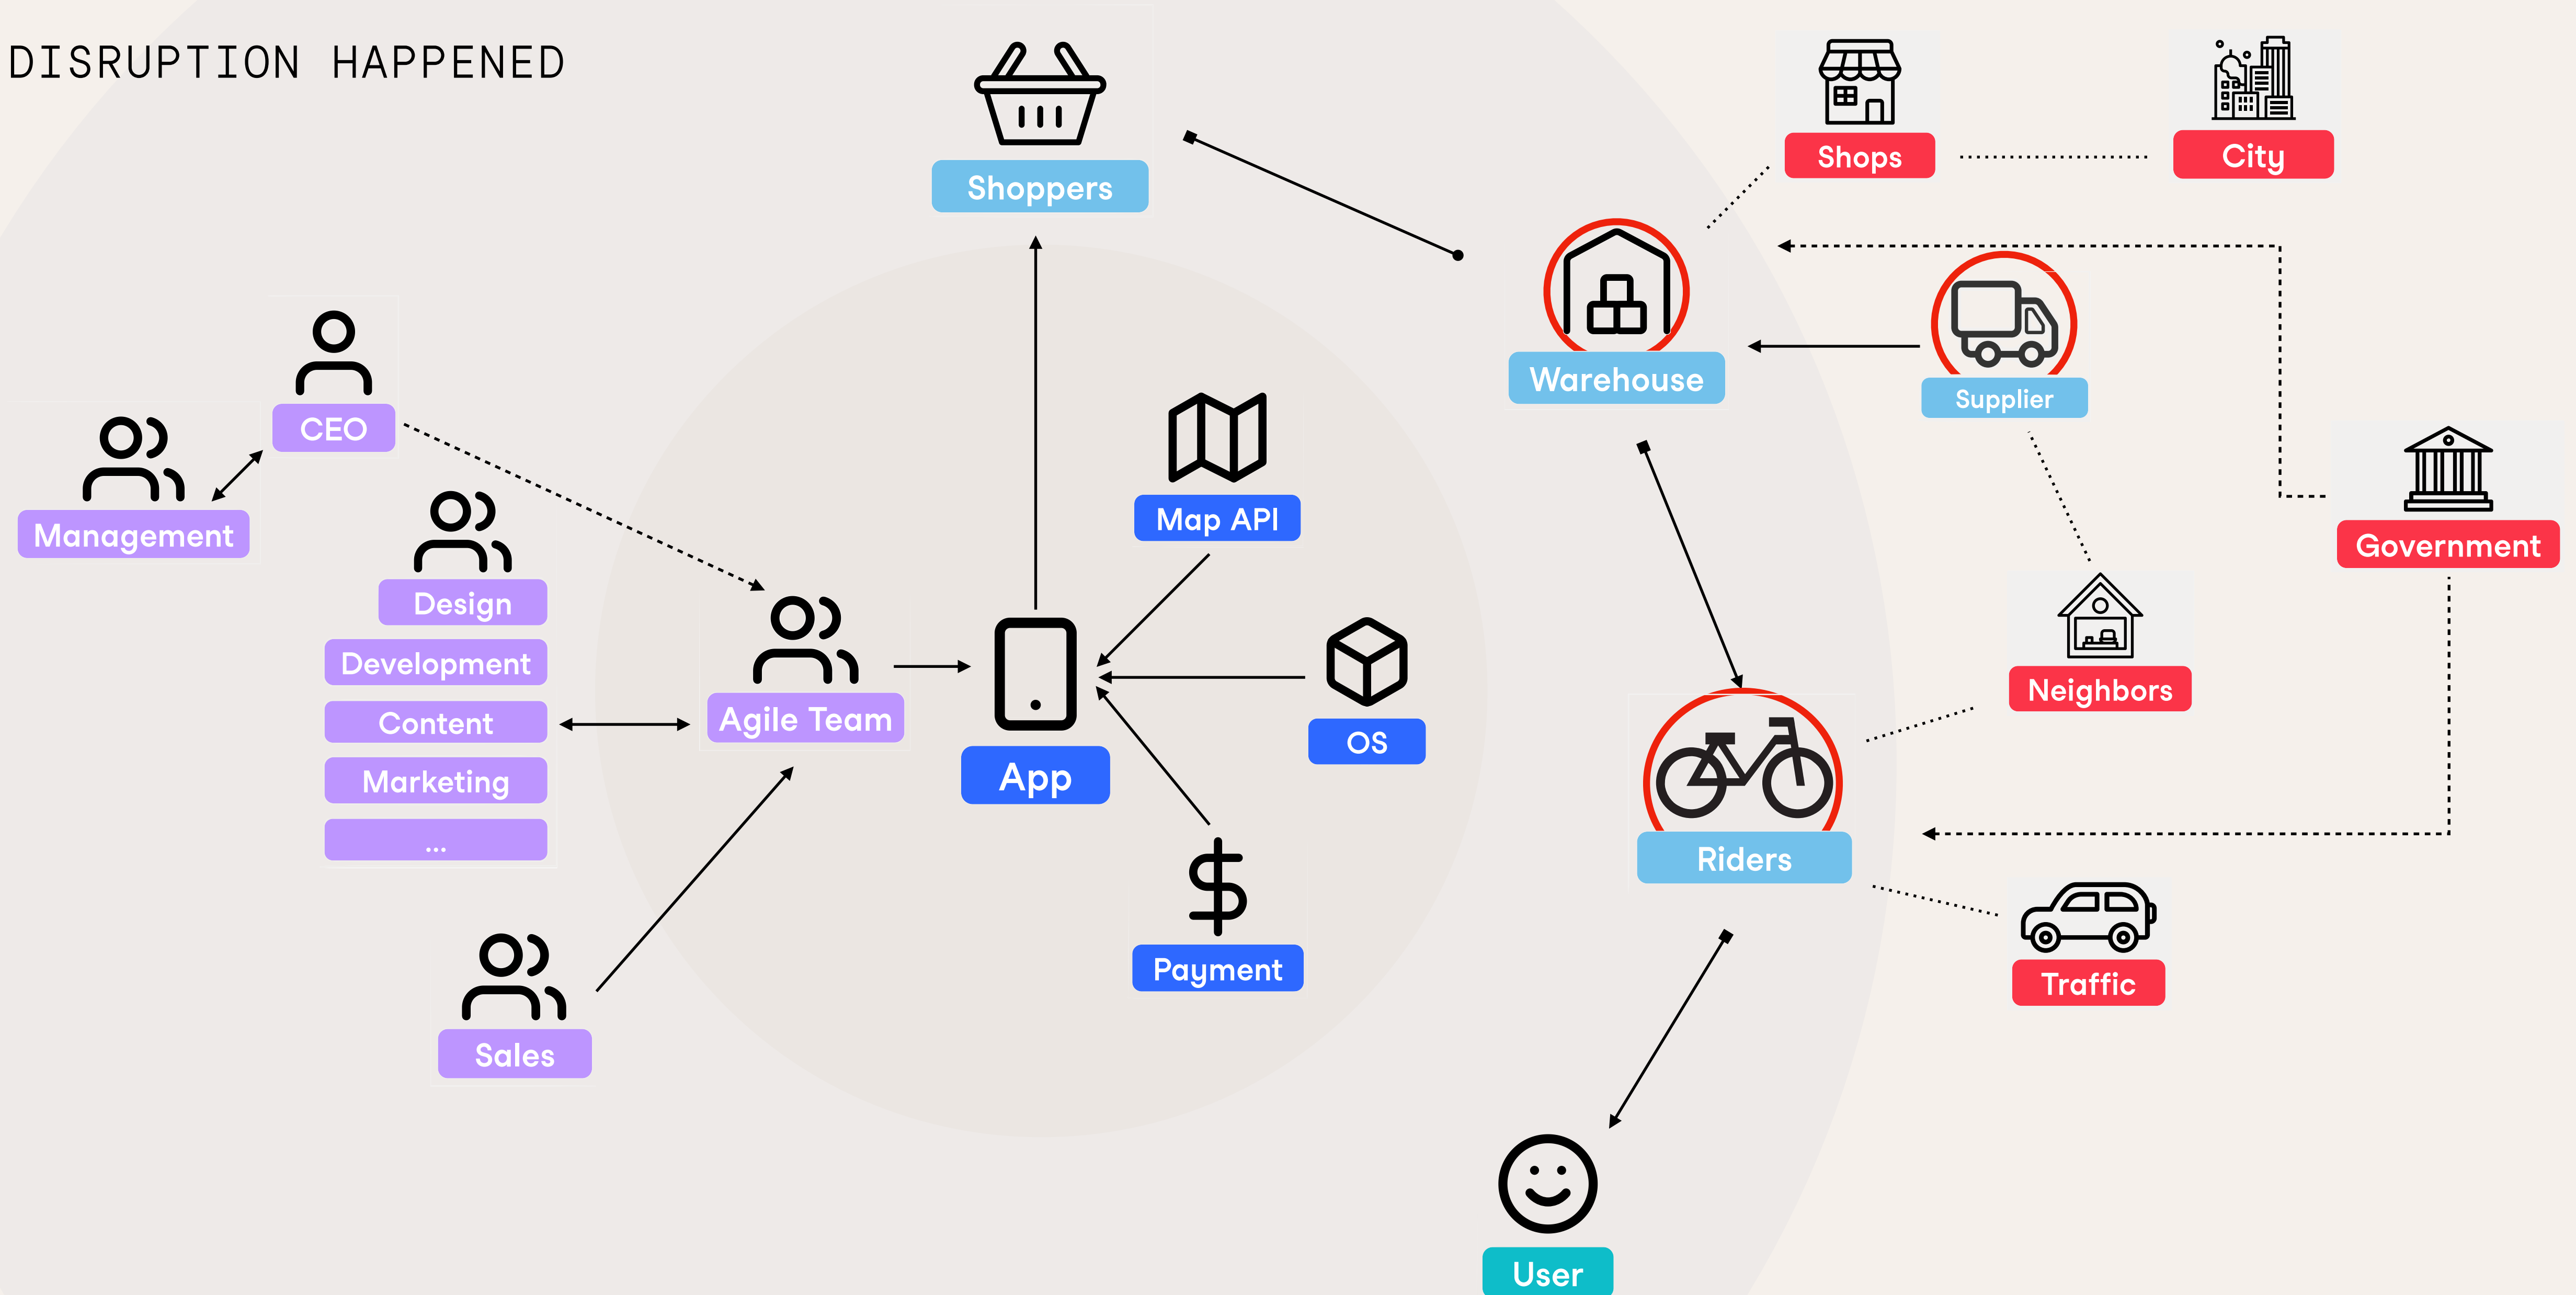 DISRUPTION HAPPENED
Shoppers
Shops
City
Warehouse
Supplier
CEO
Management
Map API
Government
Design
Development
Content
Marketing
...
Agile Team
App
OS
Neighbors
Riders
Payment
Traffic
Sales
User